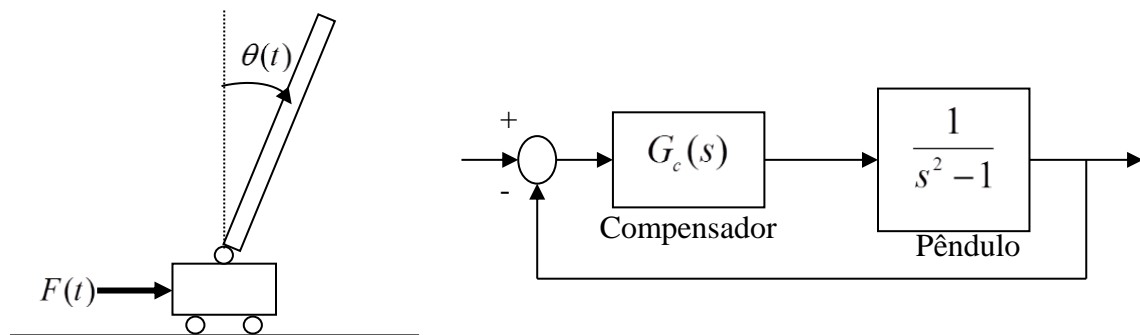 θ(t)
F(t)
+
-
G_c(s)
Compensador
1
s² − 1
Pêndulo